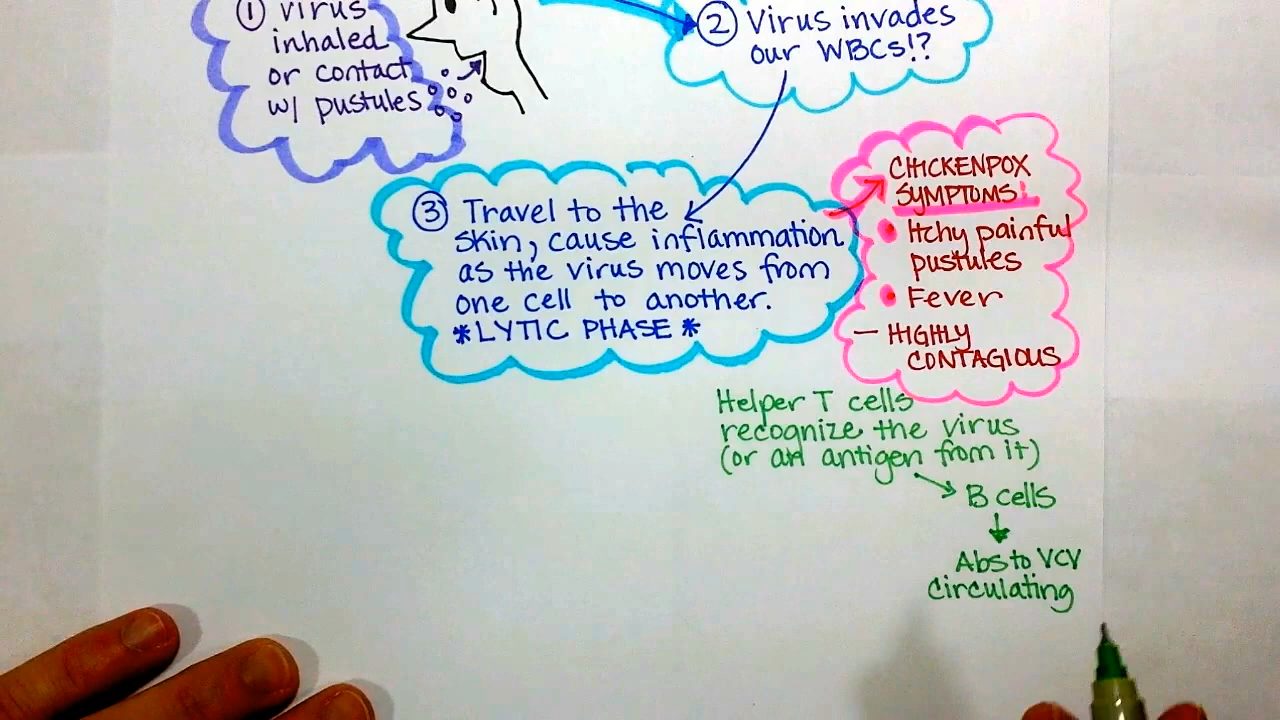 ① Virus
inhaled
or contact
w/ pustules
② Virus invades
our WBCs!?
③ Travel to the
skin, cause inflammation
as the virus moves from
one cell to another.
*LYTIC PHASE*
CHICKENPOX
SYMPTOMS!
• Itchy painful
pustules
• Fever
— HIGHLY
CONTAGIOUS
Helper T cells
recognize the virus
(or an antigen from it)
B cells
Abs to VCV
circulating